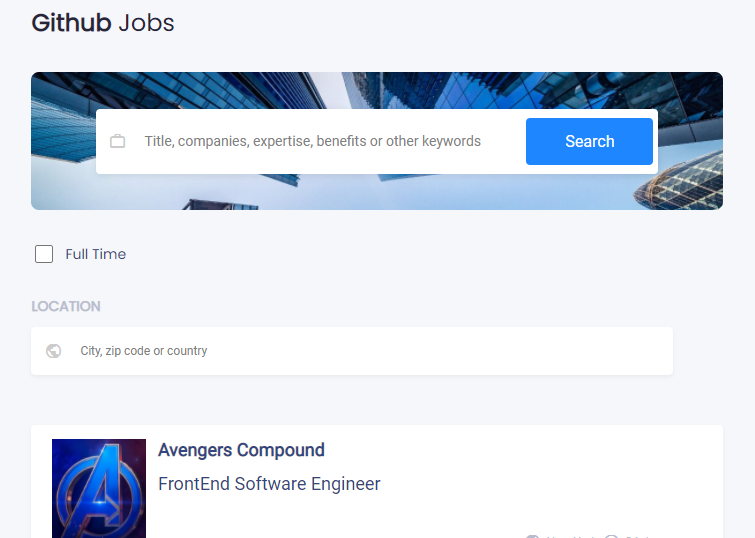 Github Jobs
Title, companies, expertise, benefits or other keywords
Search
Full Time
LOCATION
City, zip code or country
Avengers Compound
FrontEnd Software Engineer